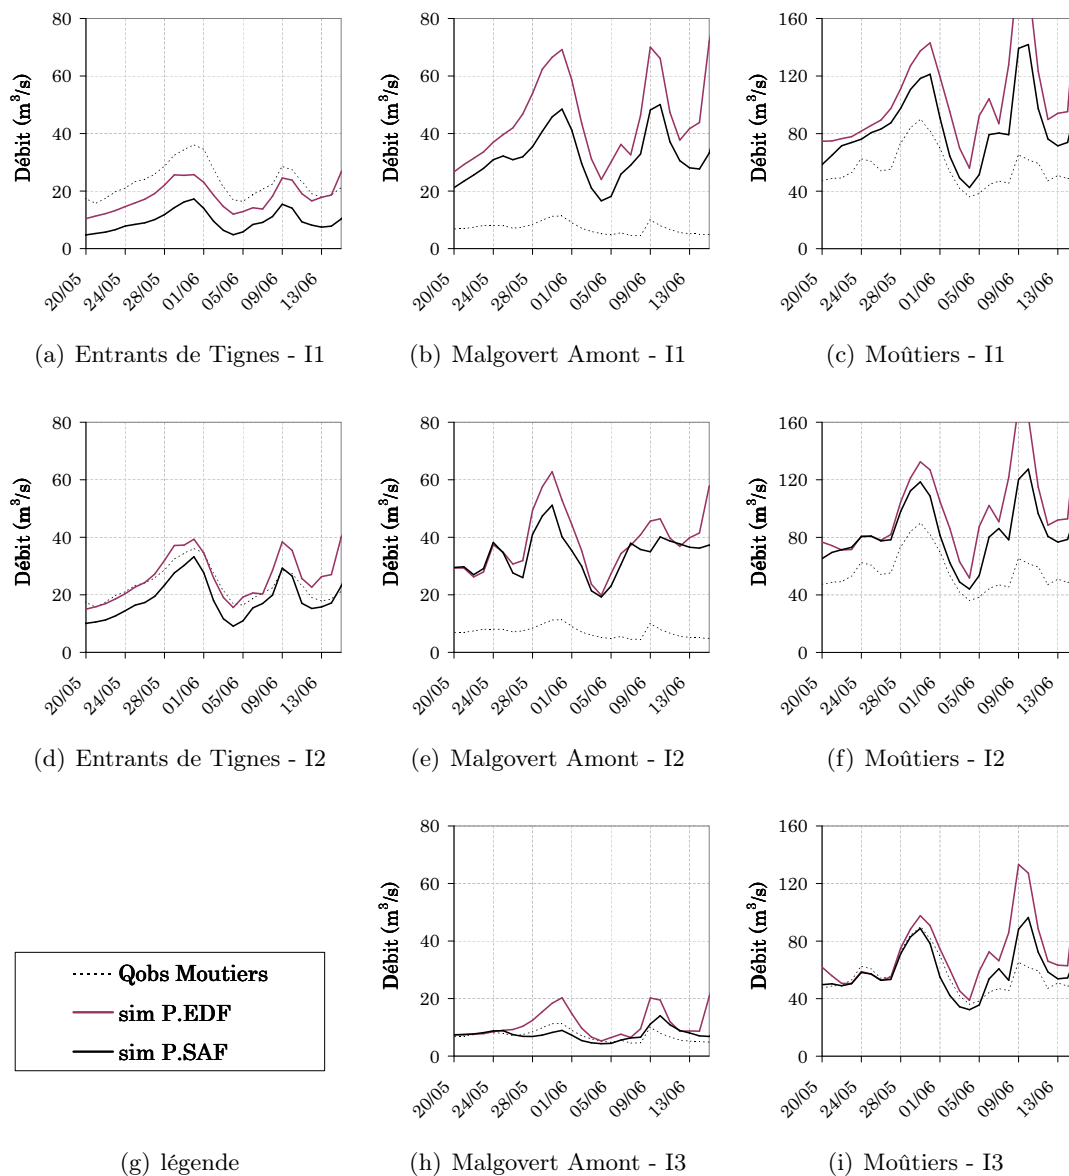 80
60
40
20
0
Débit (m³/s)
20/05 24/05 28/05 01/06 05/06 09/06 13/06
(a) Entrants de Tignes - I1
80
60
40
20
0
Débit (m³/s)
20/05 24/05 28/05 01/06 05/06 09/06 13/06
(b) Malgovert Amont - I1
160
120
80
40
0
Débit (m³/s)
20/05 24/05 28/05 01/06 05/06 09/06 13/06
(c) Moûtiers - I1
80
60
40
20
0
Débit (m³/s)
20/05 24/05 28/05 01/06 05/06 09/06 13/06
(d) Entrants de Tignes - I2
80
60
40
20
0
Débit (m³/s)
20/05 24/05 28/05 01/06 05/06 09/06 13/06
(e) Malgovert Amont - I2
160
120
80
40
0
Débit (m³/s)
20/05 24/05 28/05 01/06 05/06 09/06 13/06
(f) Moûtiers - I2
Qobs Moutiers
sim P.EDF
sim P.SAF
(g) légende
80
60
40
20
0
Débit (m³/s)
20/05 24/05 28/05 01/06 05/06 09/06 13/06
(h) Malgovert Amont - I3
160
120
80
40
0
Débit (m³/s)
20/05 24/05 28/05 01/06 05/06 09/06 13/06
(i) Moûtiers - I3